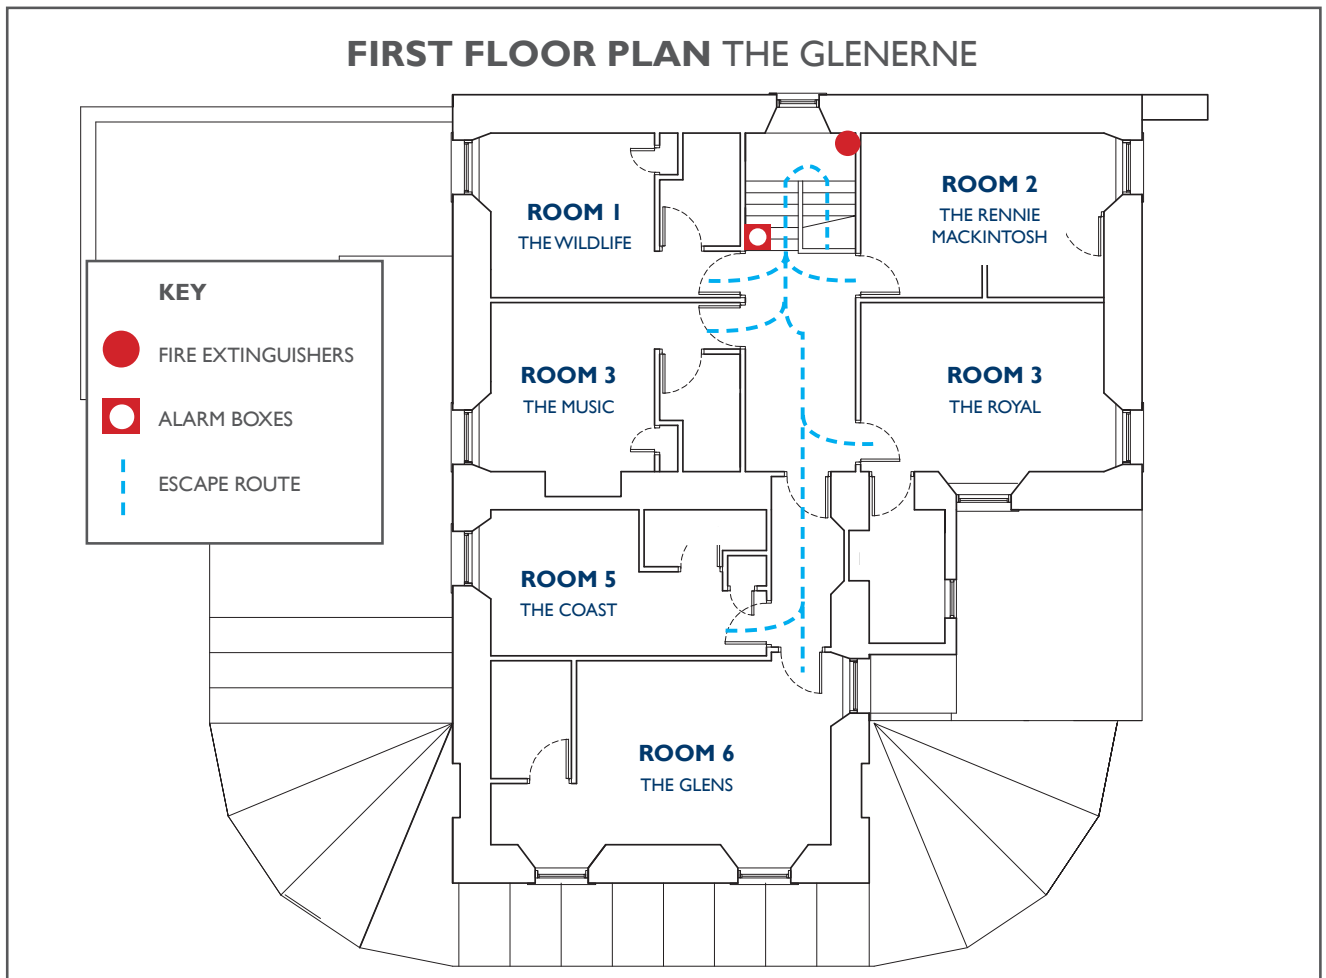 FIRST FLOOR PLAN THE GLENERNE
ROOM 1
THE WILDLIFE
ROOM 2
THE RENNIE
MACKINTOSH
KEY
FIRE EXTINGUISHERS
ALARM BOXES
ESCAPE ROUTE
ROOM 3
THE MUSIC
ROOM 3
THE ROYAL
ROOM 5
THE COAST
ROOM 6
THE GLENS